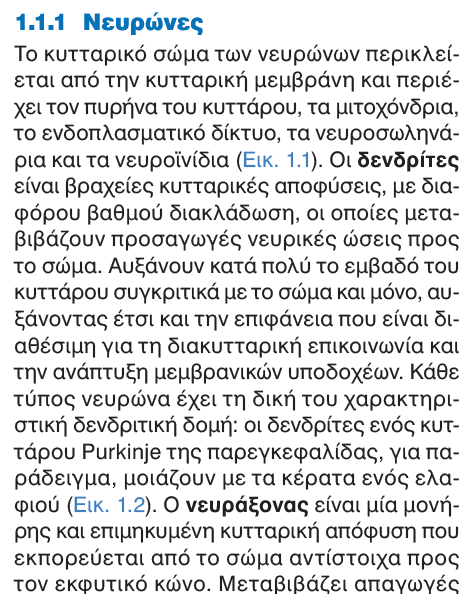 1.1.1 Νευρώνες
Το κυτταρικό σώμα των νευρώνων περικλεί-
εται από την κυτταρική μεμβράνη και περιέ-
χει τον πυρήνα του κυττάρου, τα μιτοχόνδρια,
το ενδοπλασματικό δίκτυο, τα νευροσωληνά-
ρια και τα νευροϊνίδια (Εικ. 1.1). Οι δενδρίτες
είναι βραχείες κυτταρικές αποφύσεις, με δια-
φόρου βαθμού διακλάδωση, οι οποίες μετα-
βιβάζουν προσαγωγές νευρικές ώσεις προς
το σώμα. Αυξάνουν κατά πολύ το εμβαδό του
κυττάρου συγκριτικά με το σώμα και μόνο, αυ-
ξάνοντας έτσι και την επιφάνεια που είναι δι-
αθέσιμη για τη διακυτταρική επικοινωνία και
την ανάπτυξη μεμβρανικών υποδοχέων. Κάθε
τύπος νευρώνα έχει τη δική του χαρακτηρι-
στική δενδριτική δομή: οι δενδρίτες ενός κυτ-
τάρου Purkinje της παρεγκεφαλίδας, για πα-
ράδειγμα, μοιάζουν με τα κέρατα ενός ελα-
φιού (Εικ. 1.2). Ο νευράξονας είναι μία μονή-
ρης και επιμηκυμένη κυτταρική απόφυση που
εκπορεύεται από το σώμα αντίστοιχα προς
τον εκφυτικό κώνο. Μεταβιβάζει απαγωγές